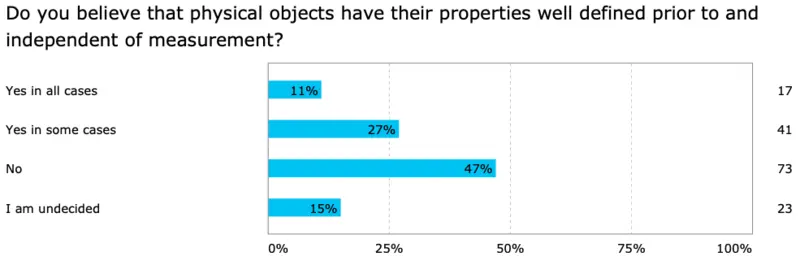 Do you believe that physical objects have their properties well defined prior to and
independent of measurement?
Yes in all cases 11% 17
Yes in some cases 27% 41
No 47% 73
I am undecided 15% 23
0% 25% 50% 75% 100%